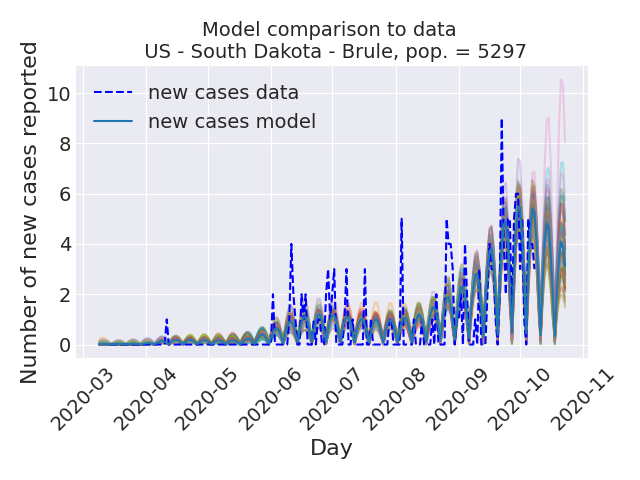 Model comparison to data
US - South Dakota - Brule, pop. = 5297
Number of new cases reported
10
8
6
4
2
0
new cases data
new cases model
2020-03
2020-04
2020-05
2020-06
2020-07
2020-08
2020-09
2020-10
2020-11
Day